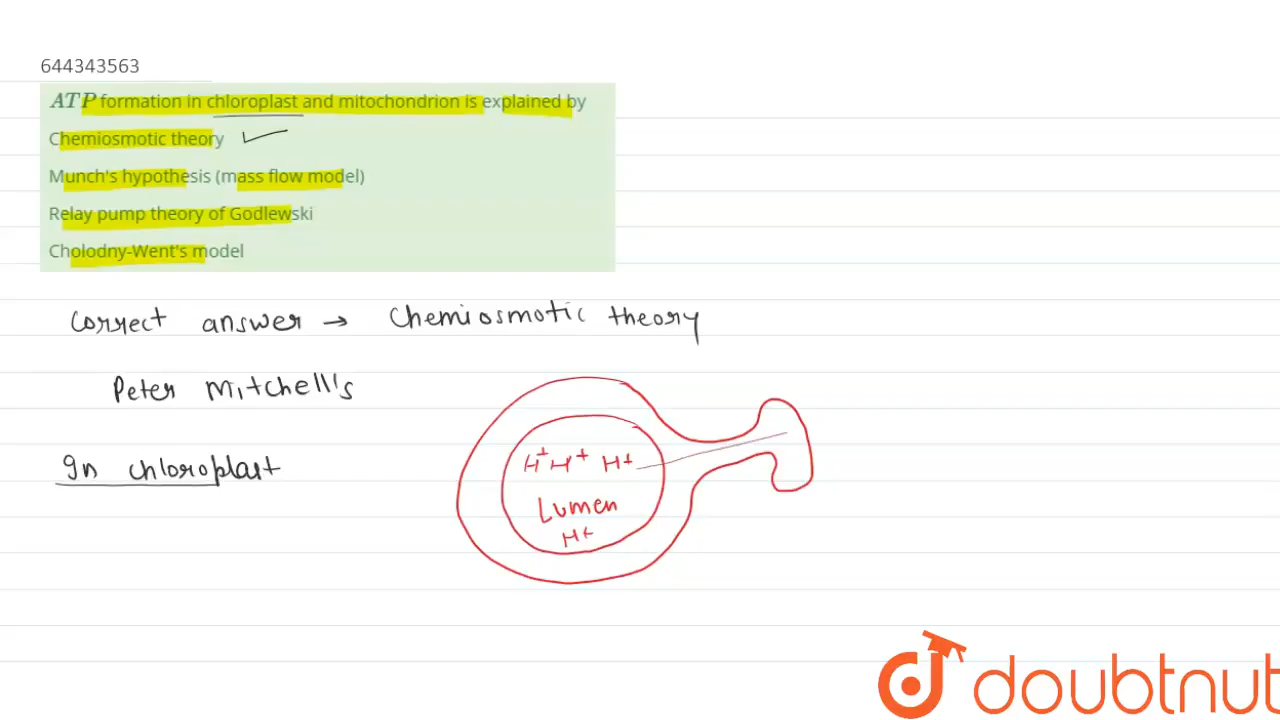 644343563
ATP formation in chloroplast and mitochondrion is explained by
Chemiosmotic theory
Munch's hypothesis (mass flow model)
Relay pump theory of Godlewski
Cholodny-Went's model
Correct answer → Chemiosmotic theory
Peter Mitchell's
In chloroplast
H+ H+ H+
Lumen
H+
doubtnut